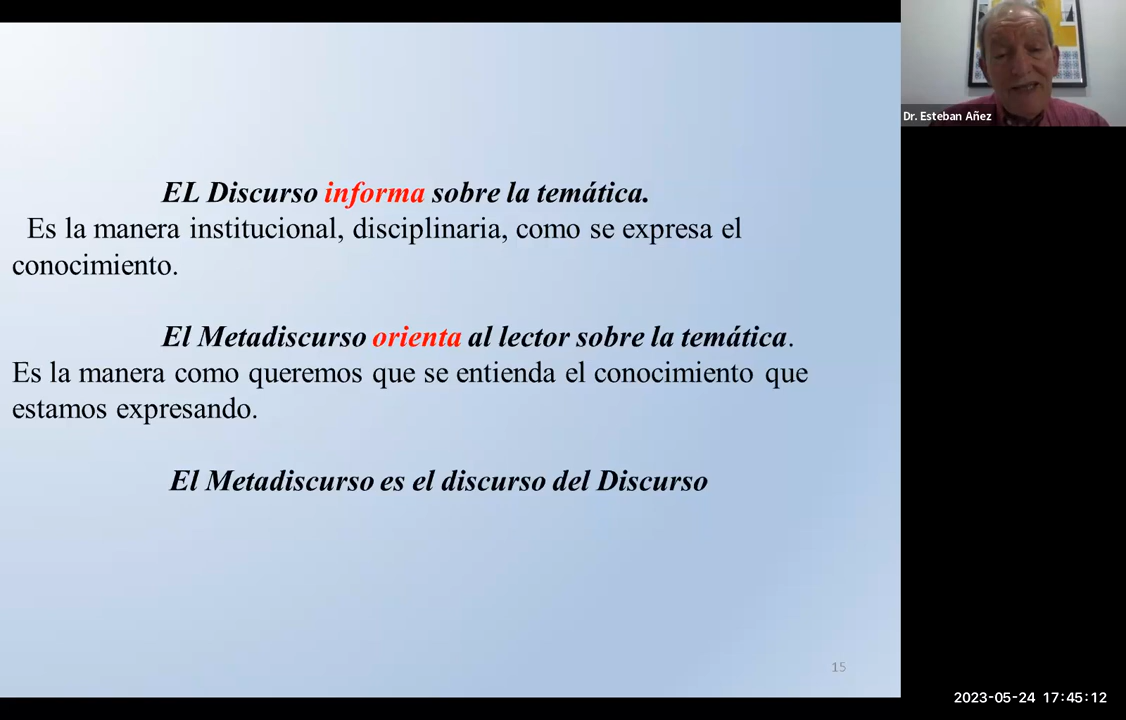 EL Discurso informa sobre la temática.
Es la manera institucional, disciplinaria, como se expresa el
conocimiento.
El Metadiscurso orienta al lector sobre la temática.
Es la manera como queremos que se entienda el conocimiento que
estamos expresando.
El Metadiscurso es el discurso del Discurso
15
Dr. Esteban Añez
2023-05-24 17:45:12